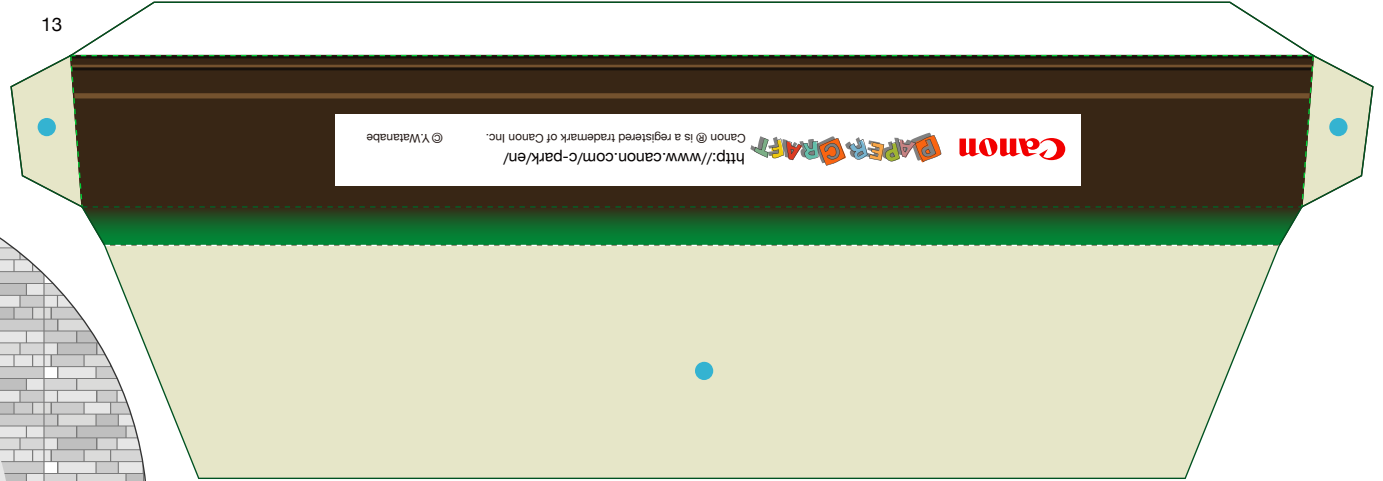 13
Canon
PAPER CRAFT
http://www.canon.com/c-park/en/
Canon ® is a registered trademark of Canon Inc.
© Y.Watanabe